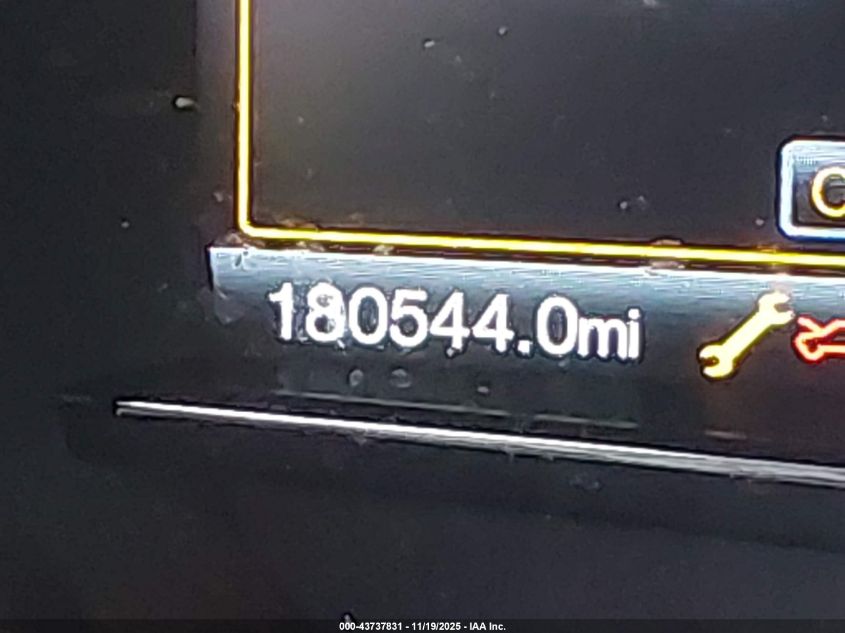 180544.0mi
000-43737831 - 11/19/2025 - IAA Inc.